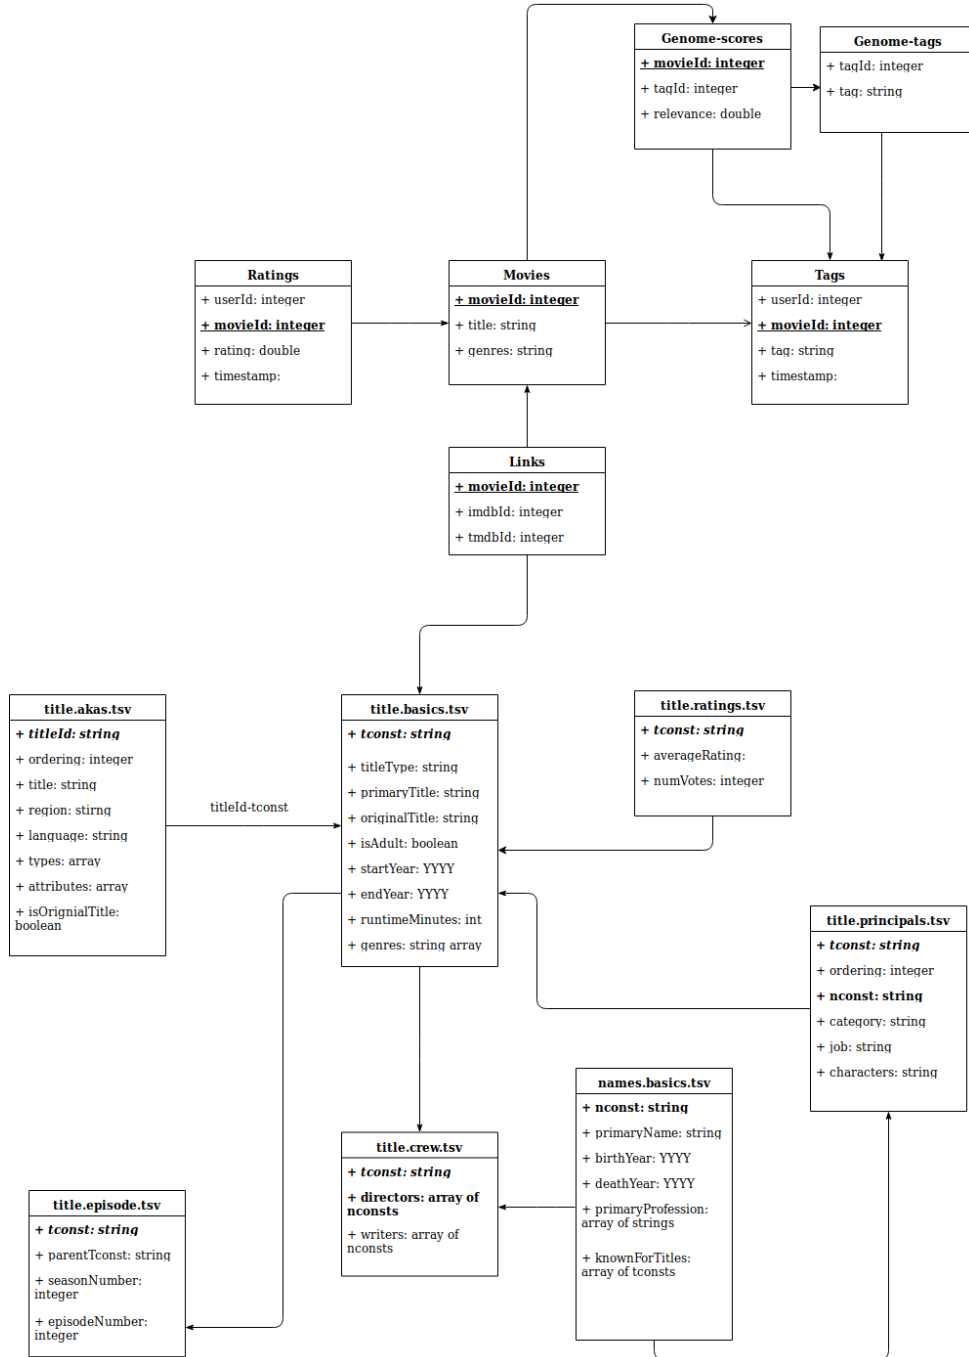 Genome-scores
+ movieId: integer
+ tagId: integer
+ relevance: double
Genome-tags
+ tagId: integer
+ tag: string
Ratings
+ userId: integer
+ movieId: integer
+ rating: double
+ timestamp:
Movies
+ movieId: integer
+ title: string
+ genres: string
Tags
+ userId: integer
+ movieId: integer
+ tag: string
+ timestamp:
Links
+ movieId: integer
+ imdbId: integer
+ tmdbId: integer
title.akas.tsv
+ titleId: string
+ ordering: integer
+ title: string
+ region: stirng
+ language: string
+ types: array
+ attributes: array
+ isOrignialTitle:
boolean
titleId-tconst
title.basics.tsv
+ tconst: string
+ titleType: string
+ primaryTitle: string
+ originalTitle: string
+ isAdult: boolean
+ startYear: YYYY
+ endYear: YYYY
+ runtimeMinutes: int
+ genres: string array
title.ratings.tsv
+ tconst: string
+ averageRating:
+ numVotes: integer
title.principals.tsv
+ tconst: string
+ ordering: integer
+ nconst: string
+ category: string
+ job: string
+ characters: string
names.basics.tsv
+ nconst: string
+ primaryName: string
+ birthYear: YYYY
+ deathYear: YYYY
+ primaryProfession:
array of strings
+ knownForTitles:
array of tconsts
title.crew.tsv
+ tconst: string
+ directors: array of
nconsts
+ writers: array of
nconsts
title.episode.tsv
+ tconst: string
+ parentTconst: string
+ seasonNumber:
integer
+ episodeNumber:
integer